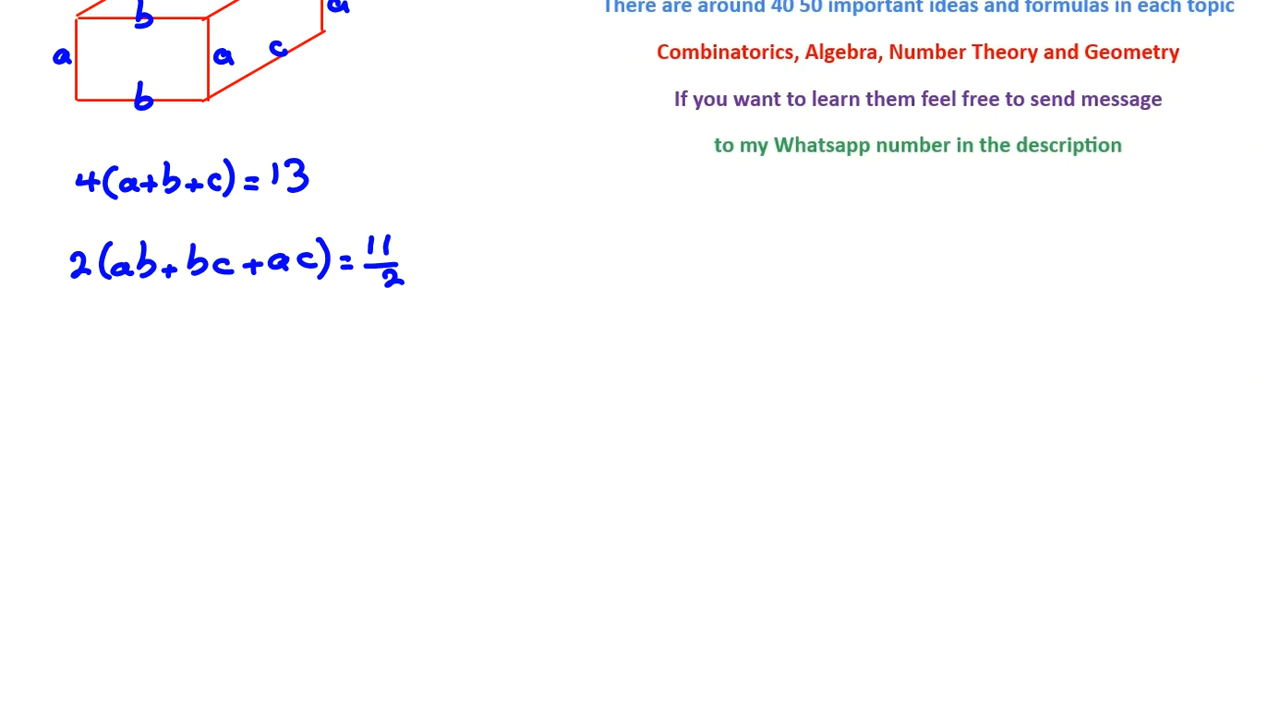 There are around 40 50 important ideas and formulas in each topic
b
a
a
a
c
Combinatorics, Algebra, Number Theory and Geometry
b
If you want to learn them feel free to send message
to my Whatsapp number in the description
4(a+b+c)=13
2(ab+bc+ac)=11/2